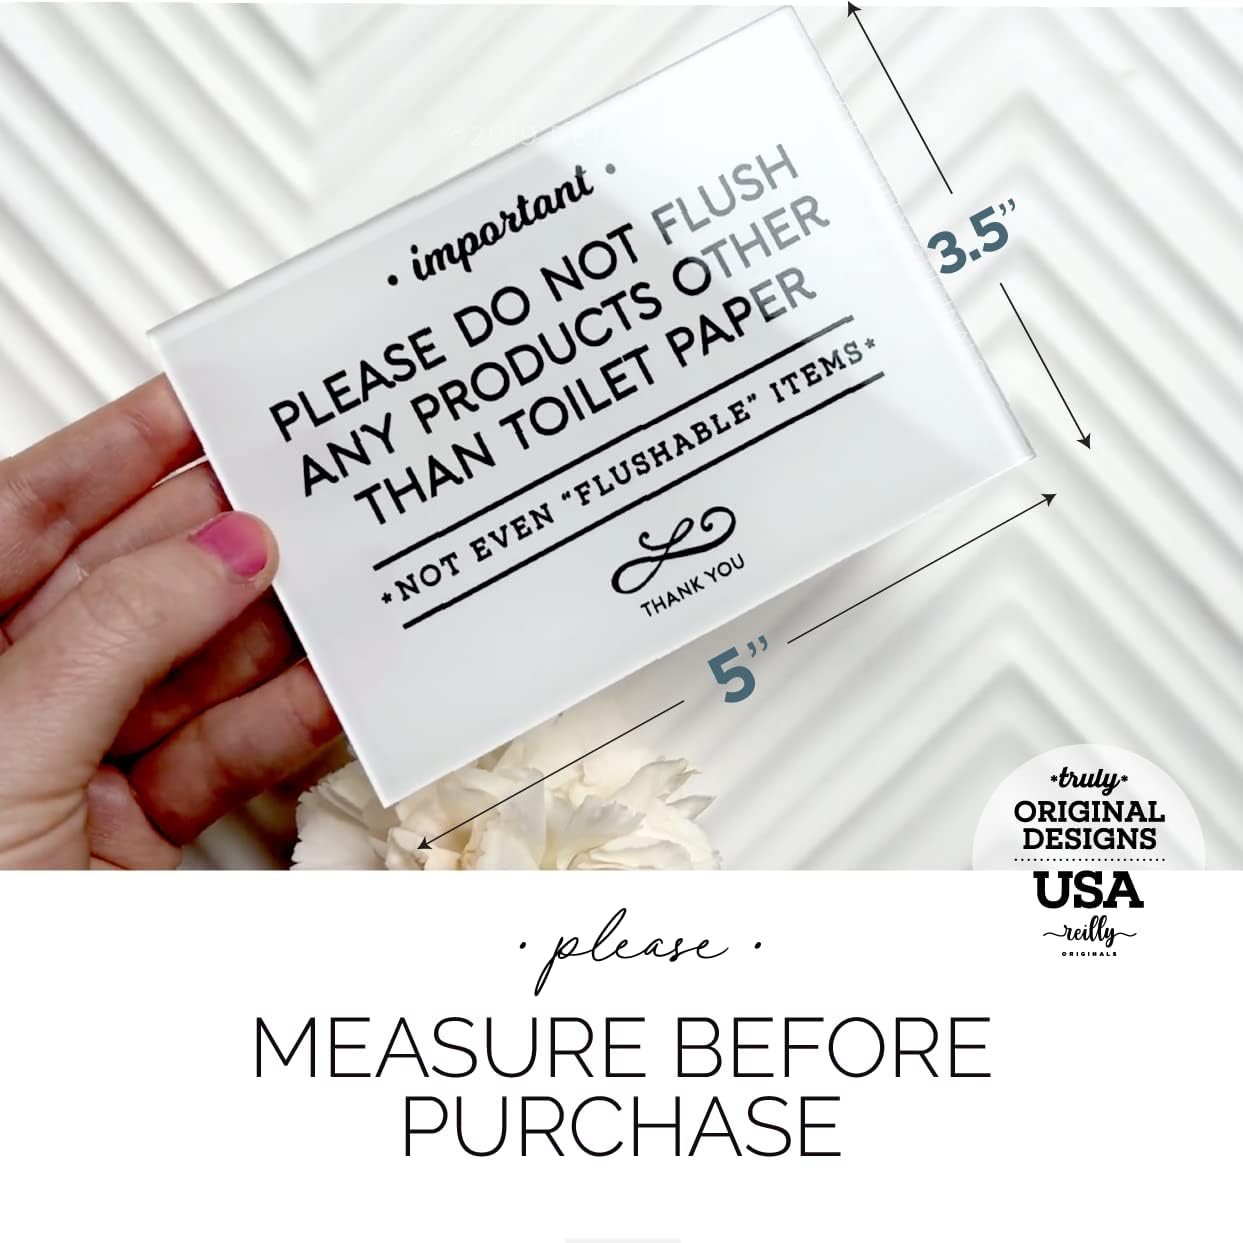 • important •
PLEASE DO NOT FLUSH
ANY PRODUCTS OTHER
THAN TOILET PAPER
*NOT EVEN “FLUSHABLE” ITEMS*
THANK YOU
3.5”
5”
*truly*
ORIGINAL
DESIGNS
USA
reilly
ORIGINALS
• please •
MEASURE BEFORE
PURCHASE